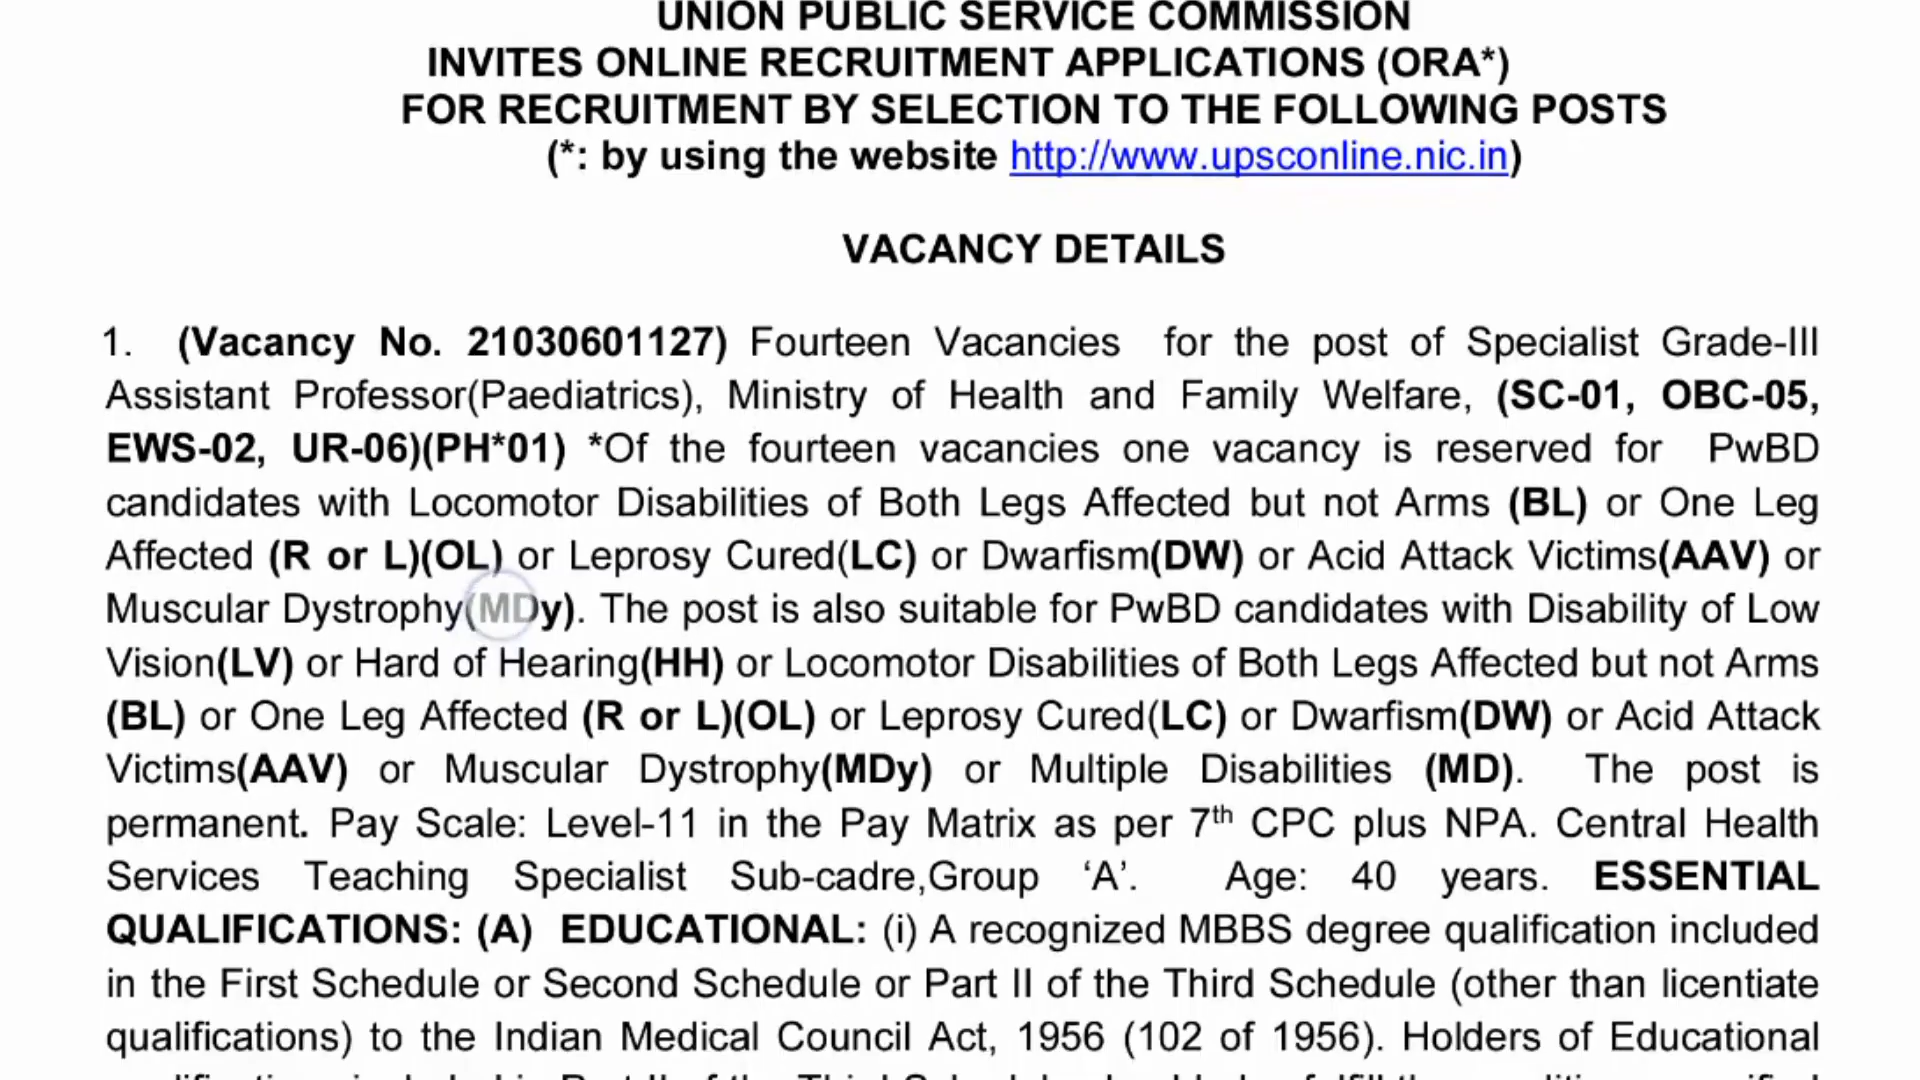 UNION PUBLIC SERVICE COMMISSION
INVITES ONLINE RECRUITMENT APPLICATIONS (ORA*)
FOR RECRUITMENT BY SELECTION TO THE FOLLOWING POSTS
(*: by using the website http://www.upsconline.nic.in)
VACANCY DETAILS
1. (Vacancy No. 21030601127) Fourteen Vacancies for the post of Specialist Grade-III
Assistant Professor(Paediatrics), Ministry of Health and Family Welfare, (SC-01, OBC-05,
EWS-02, UR-06)(PH*01) *Of the fourteen vacancies one vacancy is reserved for PwBD
candidates with Locomotor Disabilities of Both Legs Affected but not Arms (BL) or One Leg
Affected (R or L)(OL) or Leprosy Cured(LC) or Dwarfism(DW) or Acid Attack Victims(AAV) or
Muscular Dystrophy(MDy). The post is also suitable for PwBD candidates with Disability of Low
Vision(LV) or Hard of Hearing(HH) or Locomotor Disabilities of Both Legs Affected but not Arms
(BL) or One Leg Affected (R or L)(OL) or Leprosy Cured(LC) or Dwarfism(DW) or Acid Attack
Victims(AAV) or Muscular Dystrophy(MDy) or Multiple Disabilities (MD). The post is
permanent. Pay Scale: Level-11 in the Pay Matrix as per 7th CPC plus NPA. Central Health
Services Teaching Specialist Sub-cadre,Group ‘A’. Age: 40 years. ESSENTIAL
QUALIFICATIONS: (A) EDUCATIONAL: (i) A recognized MBBS degree qualification included
in the First Schedule or Second Schedule or Part II of the Third Schedule (other than licentiate
qualifications) to the Indian Medical Council Act, 1956 (102 of 1956). Holders of Educational